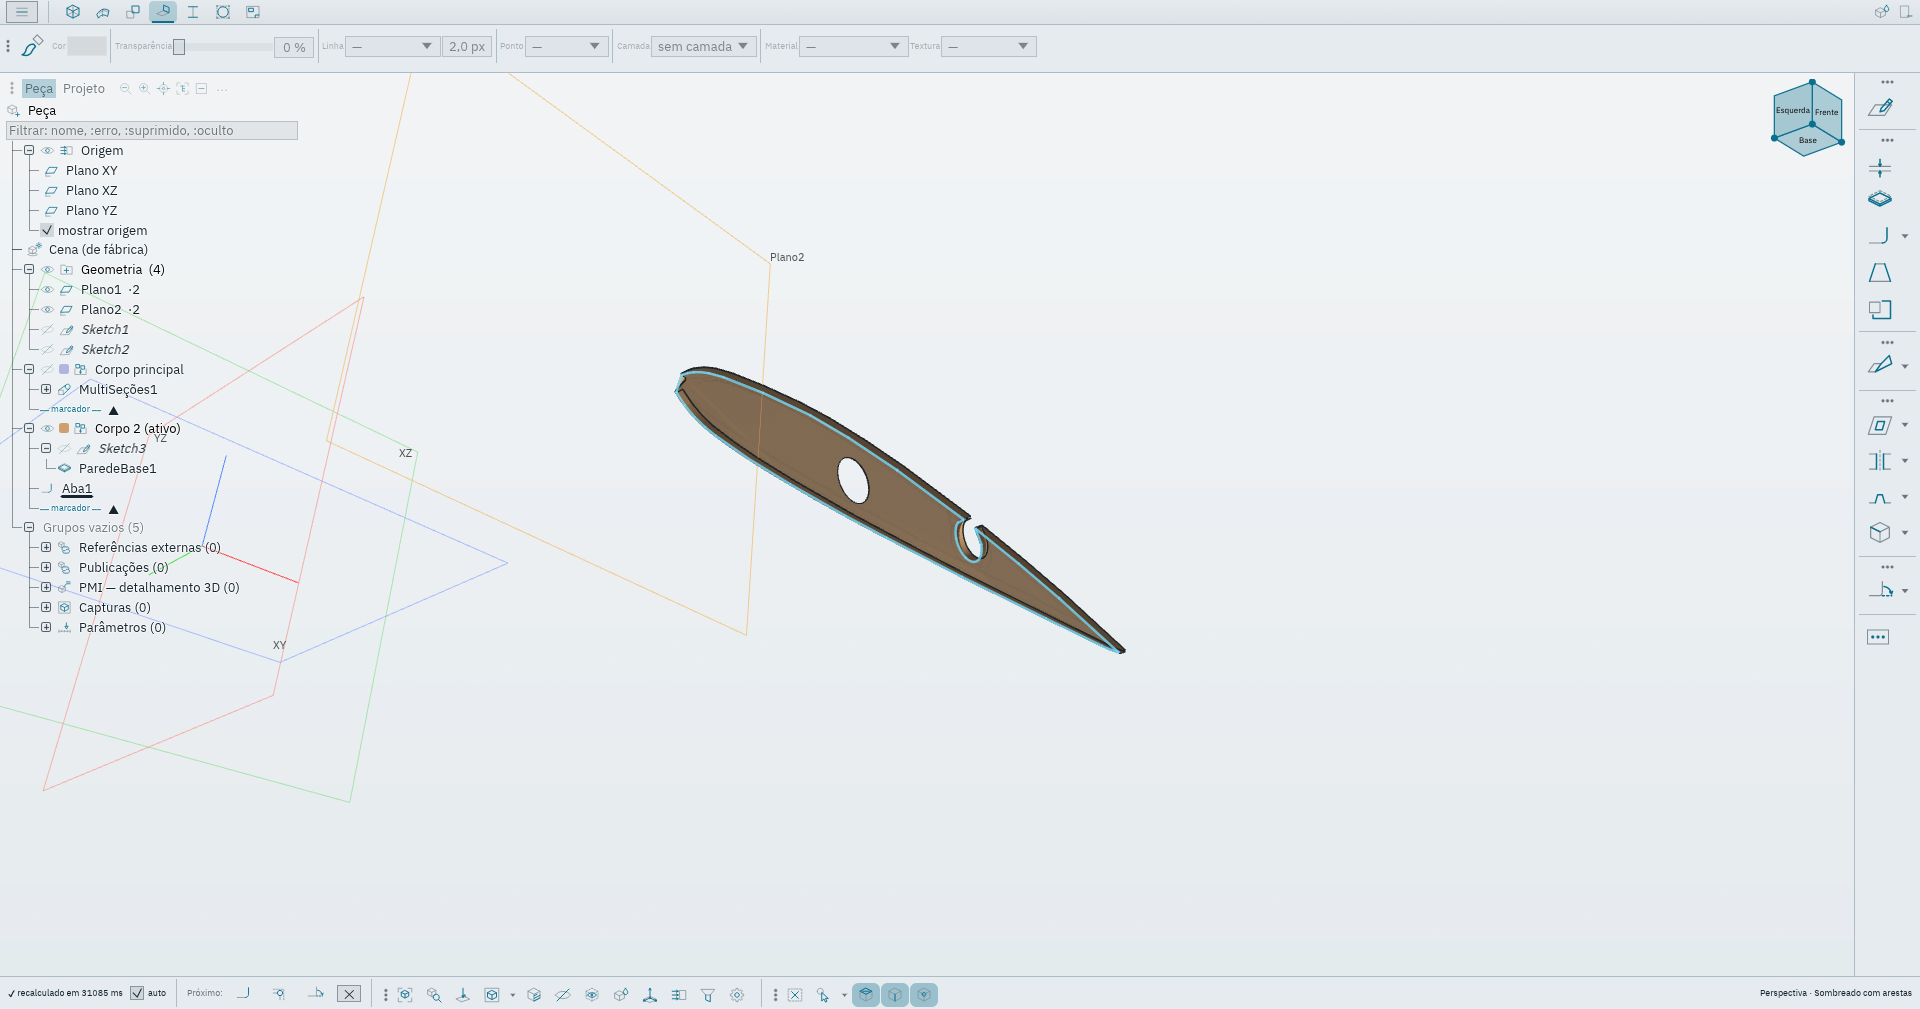 Cor
Transparência
0 %
Linha
—
2.0 px
Ponto
—
Camada
sem camada
Material
—
Textura
—
Peça
Projeto
Peça
Filtrar: nome, :erro, :suprimido, :oculto
Origem
Plano XY
Plano XZ
Plano YZ
mostrar origem
Cena (de fábrica)
Geometria (4)
Plano1 ·2
Plano2 ·2
Sketch1
Sketch2
Corpo principal
MultiSeções1
marcador
Corpo 2 (ativo)
Sketch3
ParedeBase1
Aba1
marcador
Grupos vazios (5)
Referências externas (0)
Publicações (0)
PMI — detalhamento 3D (0)
Capturas (0)
Parâmetros (0)
YZ
XZ
XY
Plano2
Esquerda
Frente
Base
recalculado em 31085 ms
auto
Próximo:
Perspectiva · Sombreado com arestas